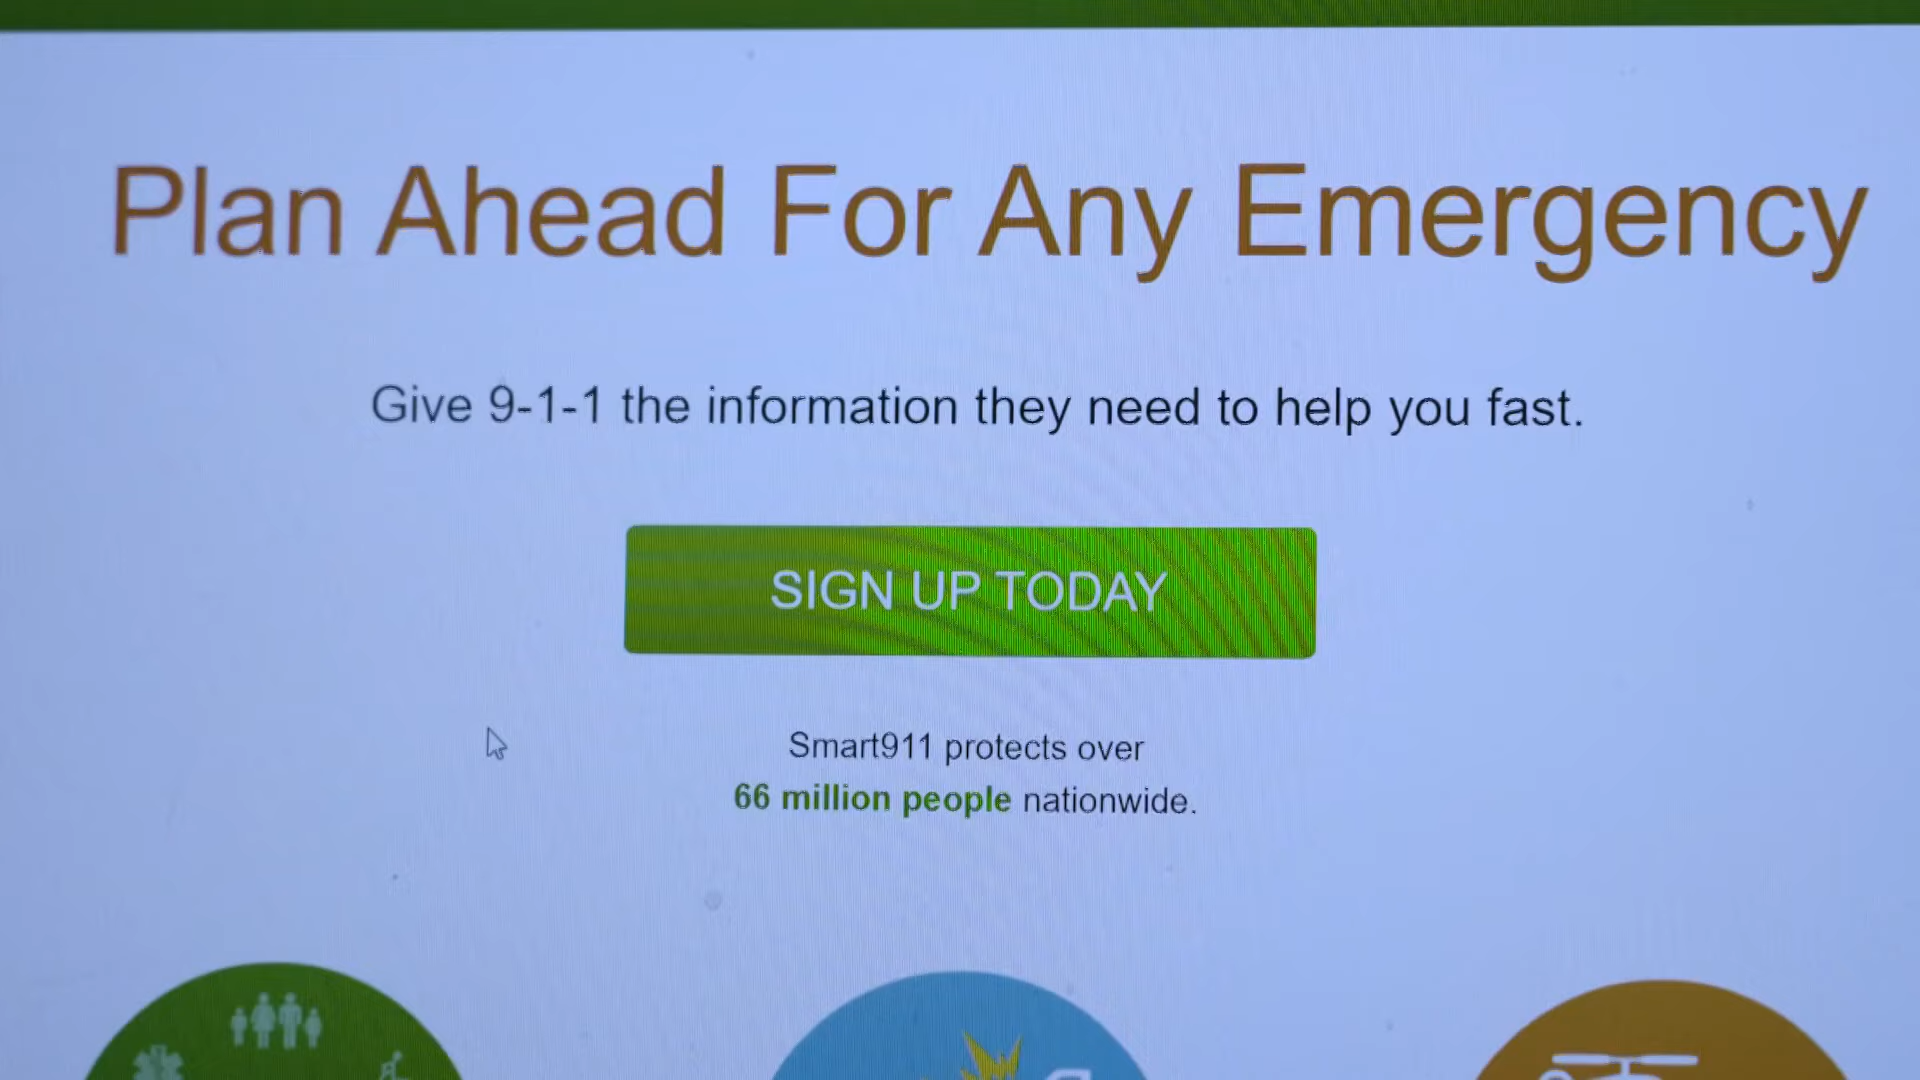 Plan Ahead For Any Emergency
Give 9-1-1 the information they need to help you fast.
SIGN UP TODAY
Smart911 protects over
66 million people nationwide.